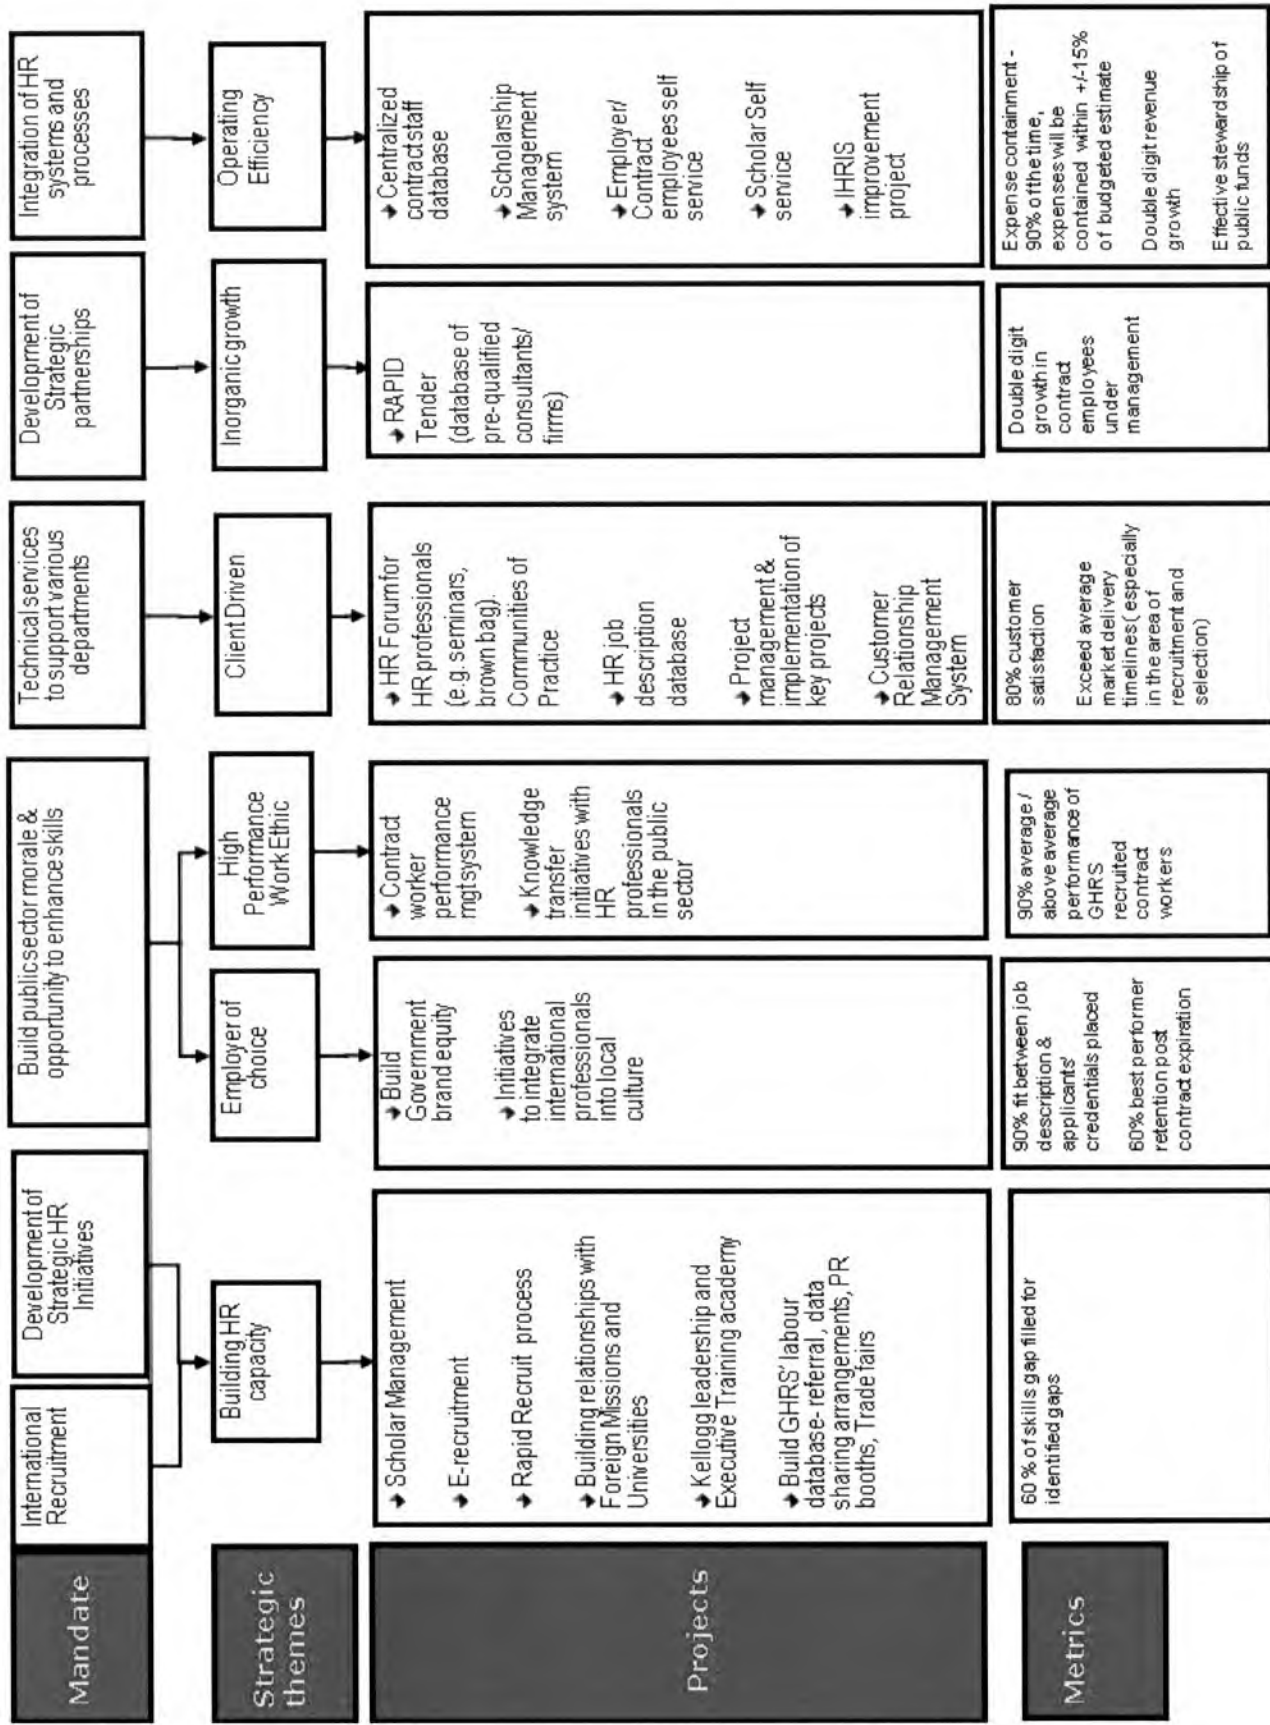 Mandate
International
Recruitment
Development of
Strategic HR
Initiatives
Build public sector morale &
opportunity to enhance skills
Technical services
to support various
departments
Development of
Strategic
partnerships
Integration of HR
systems and
processes
Strategic
themes
Building HR
capacity
Employer of
choice
High
Performance
Work Ethic
Client Driven
Inorganic growth
Operating
Efficiency
Projects
Scholar Management
E-recruitment
Rapid Recruit process
Building relationships with
Foreign Missions and
Universities
Kellogg leadership and
Executive Training academy
Build GHRS' labour
database- referral, data
sharing arrangements, PR
booths, Trade fairs
Build
Government
brand equity
Initiatives
to integrate
international
professionals
into local
culture
Contract
worker
performance
mgt system
Knowledge
transfer
initiatives with
HR
professionals
in the public
sector
HR Forum for
HR professionals
(e.g. seminars,
brown bag).
Communities of
Practice
HR job
description
database
Project
management &
implementation of
key projects
Customer
Relationship
Management
System
RAPID
Tender
(database of
pre-qualified
consultants/
firms)
Centralized
contract staff
database
Scholarship
Management
system
Employer/
Contract
employees self
service
Scholar Self
service
IHRIS
improvement
project
Metrics
60 % of skills gap filled for
identified gaps
90% fit between job
description &
applicants'
credentials placed
60% best performer
retention post
contract expiration
90% average /
above average
performance of
GHRS
recruited
contract
workers
80% customer
satisfaction
Exceed average
market delivery
timelines ( especially
in the area of
recruitment and
selection)
Double digit
growth in
contract
employees
under
management
Expense containment -
90% of the time,
expenses will be
contained within +/-15%
of budgeted estimate
Double digit revenue
growth
Effective stewardship of
public funds